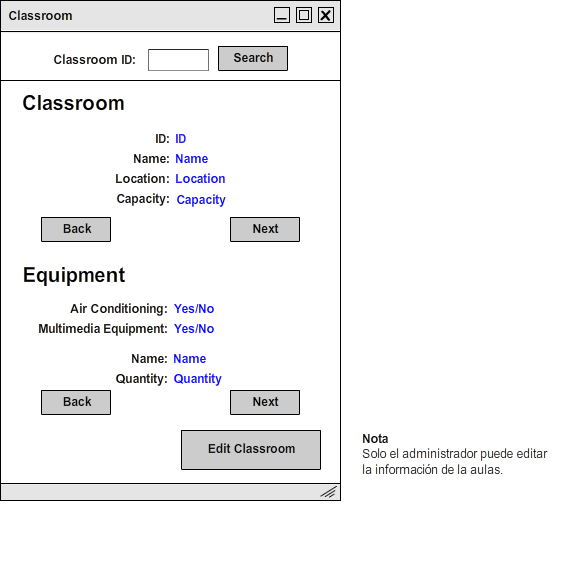 Classroom
Classroom ID: Search
Classroom
ID: ID
Name: Name
Location: Location
Capacity: Capacity
Back Next
Equipment
Air Conditioning: Yes/No
Multimedia Equipment: Yes/No
Name: Name
Quantity: Quantity
Back Next
Edit Classroom
Nota
Solo el administrador puede editar
la información de la aulas.